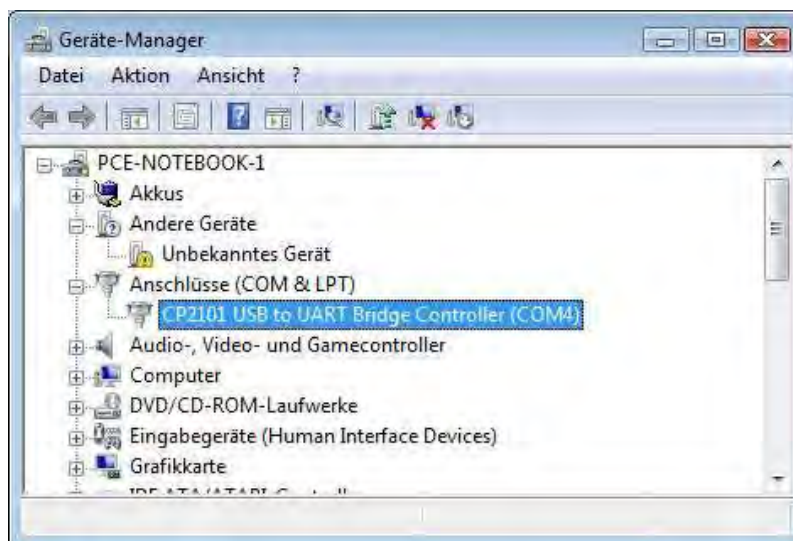 Geräte-Manager
Datei Aktion Ansicht ?
PCE-NOTEBOOK-1
Akkus
Andere Geräte
Unbekanntes Gerät
Anschlüsse (COM & LPT)
CP2101 USB to UART Bridge Controller (COM4)
Audio-, Video- und Gamecontroller
Computer
DVD/CD-ROM-Laufwerke
Eingabegeräte (Human Interface Devices)
Grafikkarte